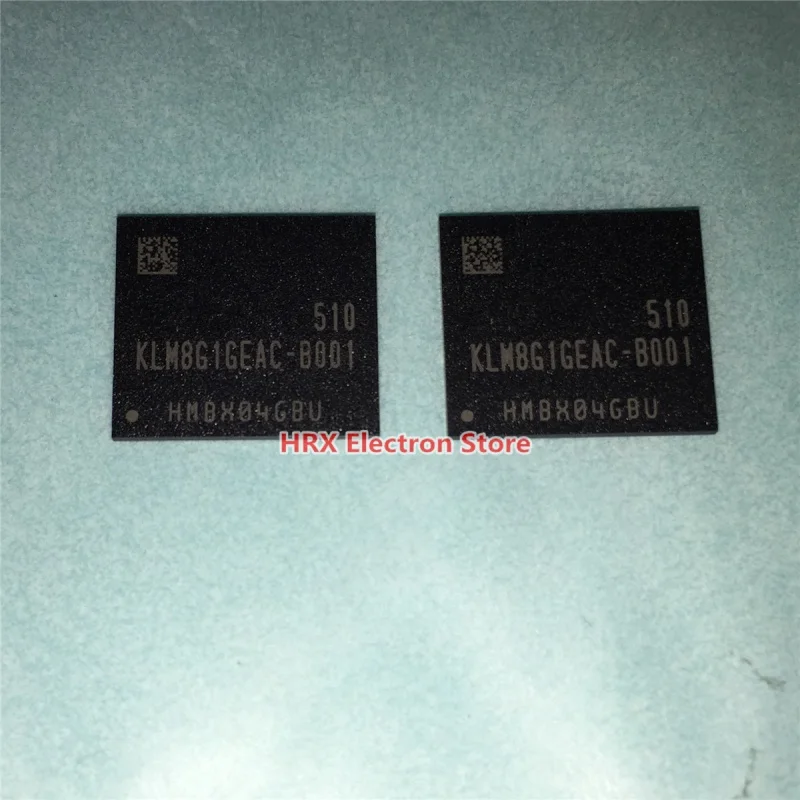 510
KLM8G1GEAC-B001
HMBX04GBU
510
KLM8G1GEAC-B001
HMBX04GBU
HRX Electron Store